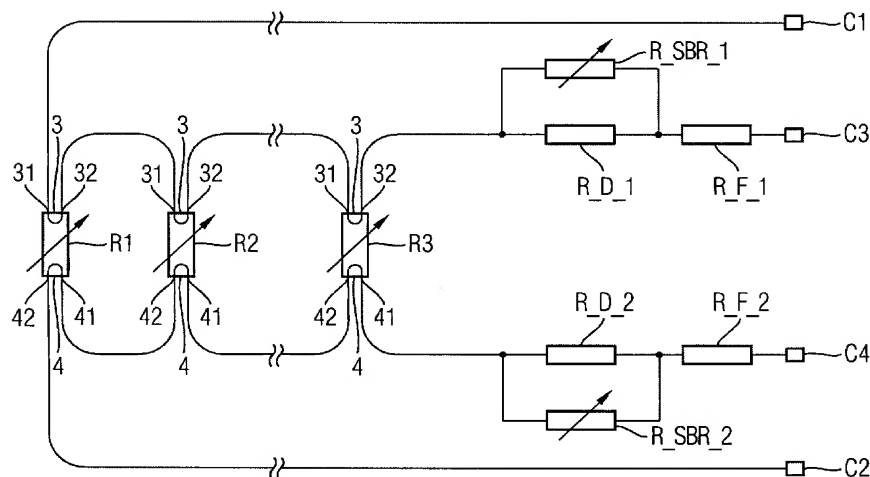 C1
R_SBR_1
3 3 3
C3
31 32 31 32 31 32
R_D_1 R_F_1
R1 R2 R3
42 41 42 41 42 41
R_D_2 R_F_2
4 4 4
C4
R_SBR_2
C2